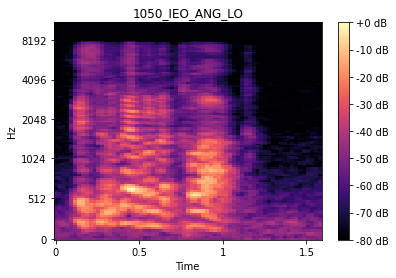 1050_IEO_ANG_LO
Hz
8192
4096
2048
1024
512
0
0
0.5
1
1.5
Time
+0 dB
-10 dB
-20 dB
-30 dB
-40 dB
-50 dB
-60 dB
-70 dB
-80 dB